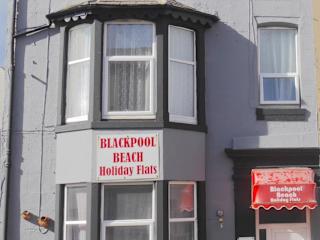 BLACKPOOL
BEACH
Holiday Flats
Blackpool
Beach
Holiday Flats